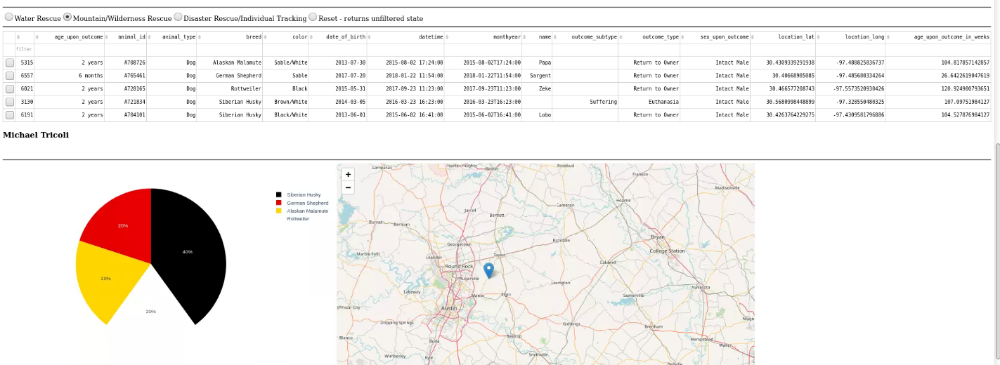 Water Rescue Mountain/Wilderness Rescue Disaster Rescue/Individual Tracking Reset - returns unfiltered state
age_upon_outcome animal_id animal_type breed color date_of_birth datetime monthyear name outcome_subtype outcome_type sex_upon_outcome location_lat location_long age_upon_outcome_in_weeks
filter
5315 2 years A708726 Dog Alaskan Malamute Sable/White 2013-07-30 2015-08-02 17:24:00 2015-08-02T17:24:00 Papa Return to Owner Intact Male 30.4309339291938 -97.480825836737 104.817857142857
6557 6 months A765461 Dog German Shepherd Sable 2017-07-20 2018-01-22 11:54:00 2018-01-22T11:54:00 Sargent Return to Owner Intact Male 30.40668985085 -97.485680334264 26.6422619047619
6021 2 years A728165 Dog Rottweiler Black 2015-05-31 2017-09-23 11:23:00 2017-09-23T11:23:00 Zeke Return to Owner Intact Male 30.466577208743 -97.5573520930426 120.924900793651
3130 2 years A721834 Dog Siberian Husky Brown/White 2014-03-05 2016-03-23 16:23:00 2016-03-23T16:23:00 Suffering Euthanasia Intact Male 30.5680998448899 -97.320550480325 107.09751984127
6191 2 years A704101 Dog Siberian Husky Black/White 2013-06-01 2015-06-02 16:41:00 2015-06-02T16:41:00 Lobo Return to Owner Intact Male 30.4263764229275 -97.4309581796886 104.527876984127
Michael Tricoli
Siberian Husky
German Shepherd
Alaskan Malamute
Rottweiler
20%
40%
20%
20%
+
−
Lampasas
Harker Heights
Belton
Rosebud
Franklin
Madisonville
Cameron
Hearne
Jarrell
Bartlett
Burnet
Bertram
Bryan
Rockdale
Georgetown
College Station
Marble Falls
Leander
Taylor
Caldwell
Round Rock
Pflugerville
Lexington
Navasota
Lakeway
Manor
Elgin
Somerville
Johnson City
Austin
Dripping Springs
Giddings
Brenham
Magn
Blanco
Buda
Bastrop
Hempstead
Waller
Wimberley
Kyle
Smithville
Bellville